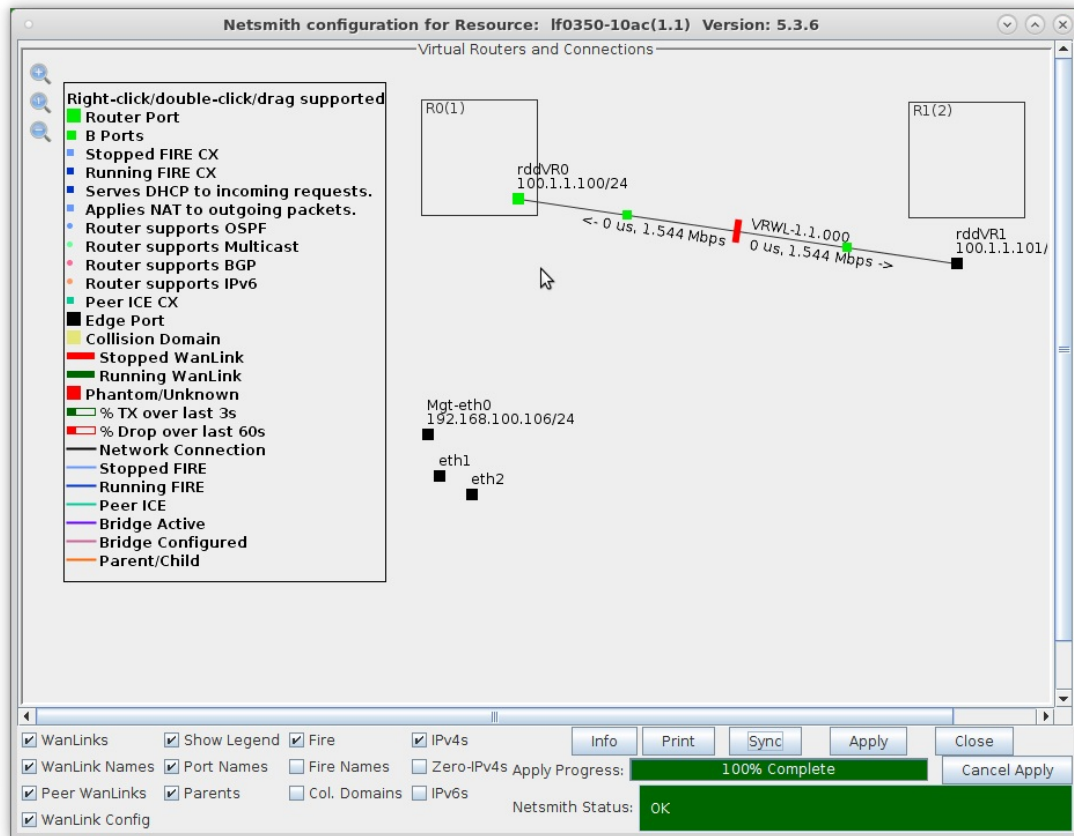 Netsmith configuration for Resource:  lf0350-10ac(1.1)  Version: 5.3.6
Virtual Routers and Connections
Right-click/double-click/drag supported
Router Port
B Ports
Stopped FIRE CX
Running FIRE CX
Serves DHCP to incoming requests.
Applies NAT to outgoing packets.
Router supports OSPF
Router supports Multicast
Router supports BGP
Router supports IPv6
Peer ICE CX
Edge Port
Collision Domain
Stopped WanLink
Running WanLink
Phantom/Unknown
% TX over last 3s
% Drop over last 60s
Network Connection
Stopped FIRE
Running FIRE
Peer ICE
Bridge Active
Bridge Configured
Parent/Child
R0(1)
R1(2)
rddVR0
100.1.1.100/24
<- 0 us, 1.544 Mbps
VRWL-1.1.000
0 us, 1.544 Mbps ->
rddVR1
100.1.1.101/
Mgt-eth0
192.168.100.106/24
eth1
eth2
WanLinks
Show Legend
Fire
IPv4s
Info
Print
Sync
Apply
Close
WanLink Names
Port Names
Fire Names
Zero-IPv4s
Apply Progress:
100% Complete
Cancel Apply
Peer WanLinks
Parents
Col. Domains
IPv6s
Netsmith Status:
OK
WanLink Config